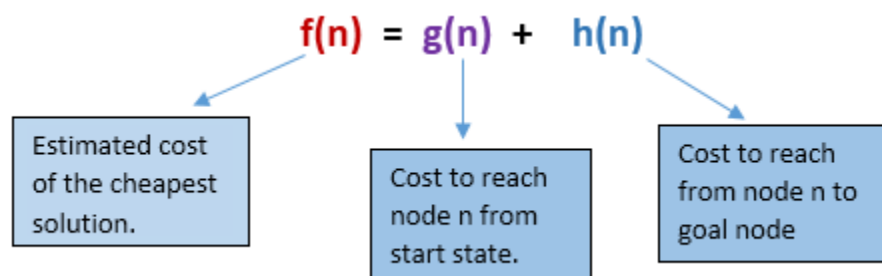 f(n) = g(n) + h(n)
Estimated cost
of the cheapest
solution.
Cost to reach
node n from
start state.
Cost to reach
from node n to
goal node